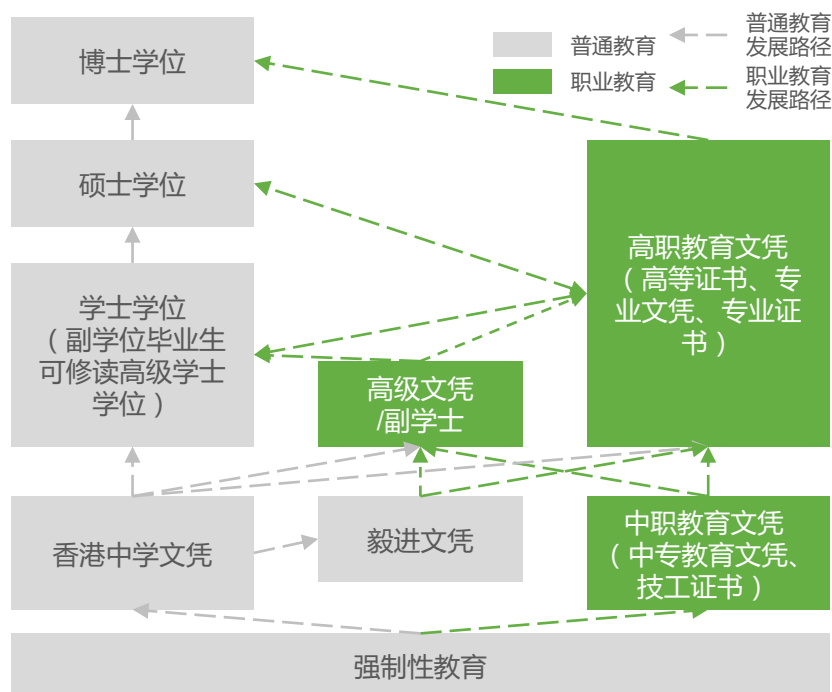 普通教育
普通教育
发展路径
职业教育
职业教育
发展路径
博士学位
硕士学位
学士学位
（副学位毕业生
可修读高级学士
学位）
高职教育文凭
（高等证书、专
业文凭、专业证
书）
高级文凭
/副学士
香港中学文凭
毅进文凭
中职教育文凭
（中专教育文凭、
技工证书）
强制性教育